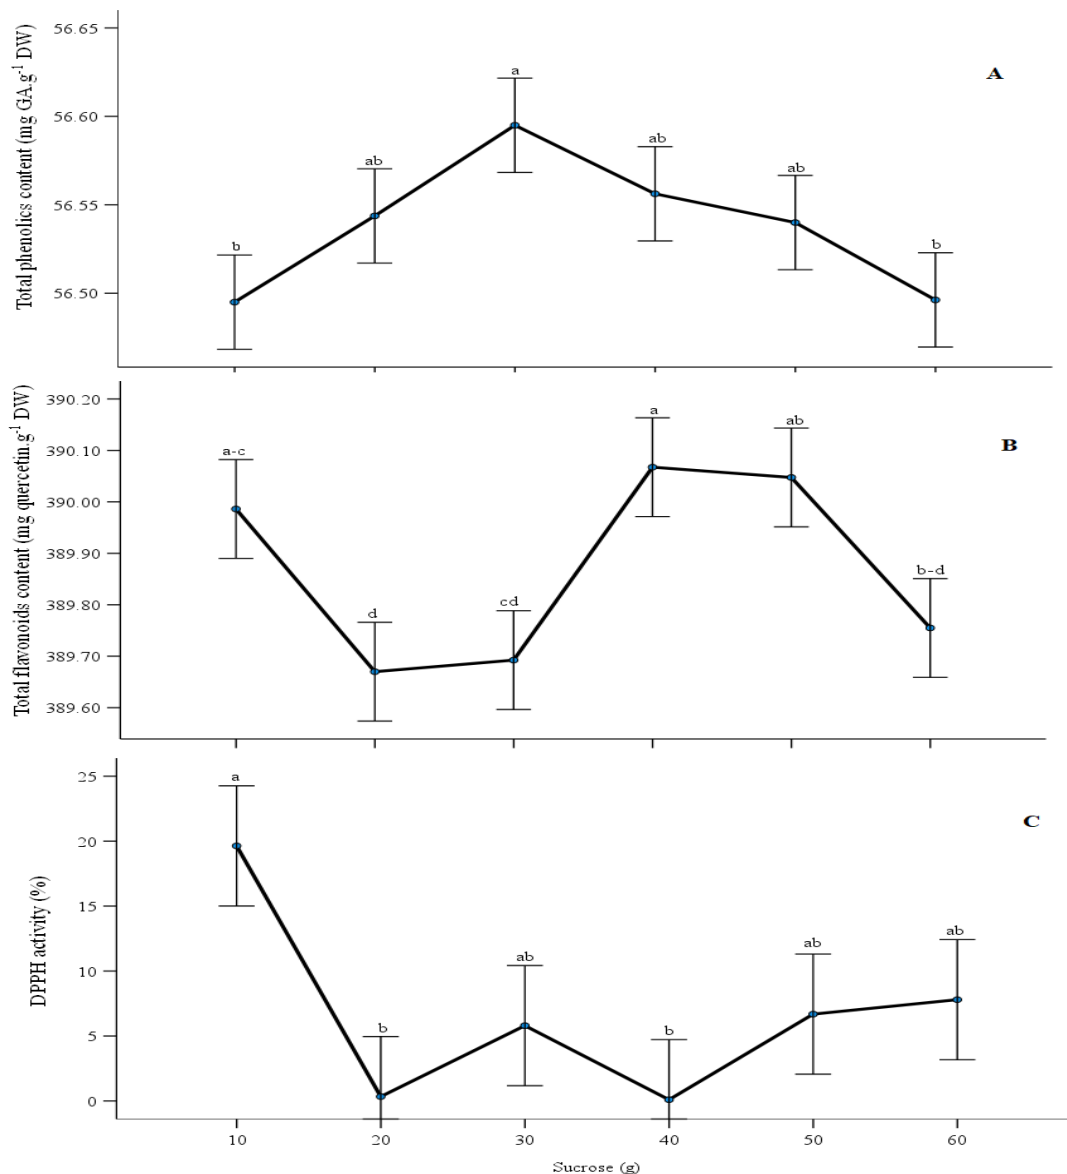 Total phenolics content (mg GA.g-1 DW)
56.65
56.60
56.55
56.50
b
ab
a
ab
ab
b
A
Total flavonoids content (mg quercetin.g-1 DW)
390.20
390.10
390.00
389.90
389.80
389.70
389.60
a-c
d
cd
a
ab
b-d
B
DPPH activity (%)
25
20
15
10
5
0
a
b
ab
b
ab
ab
C
10 20 30 40 50 60
Sucrose (g)